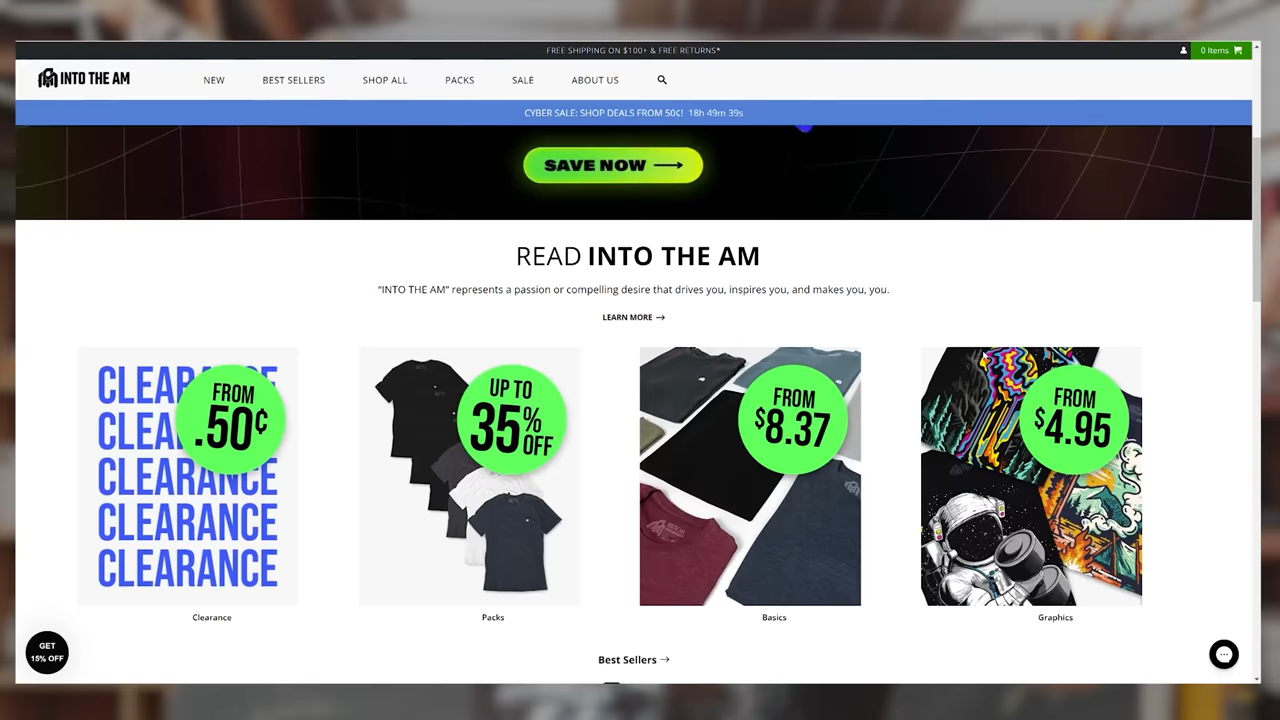 FREE SHIPPING ON $100+ & FREE RETURNS*
0 Items
INTO THE AM
NEW
BEST SELLERS
SHOP ALL
PACKS
SALE
ABOUT US
CYBER SALE: SHOP DEALS FROM 50¢! 18h 49m 39s
SAVE NOW →
READ INTO THE AM
“INTO THE AM” represents a passion or compelling desire that drives you, inspires you, and makes you, you.
LEARN MORE →
CLEARANCE
CLEARANCE
CLEARANCE
CLEARANCE
CLEARANCE
FROM
.50¢
UP TO
35% OFF
FROM
$8.37
FROM
$4.95
Clearance
Packs
Basics
Graphics
GET
15% OFF
Best Sellers →